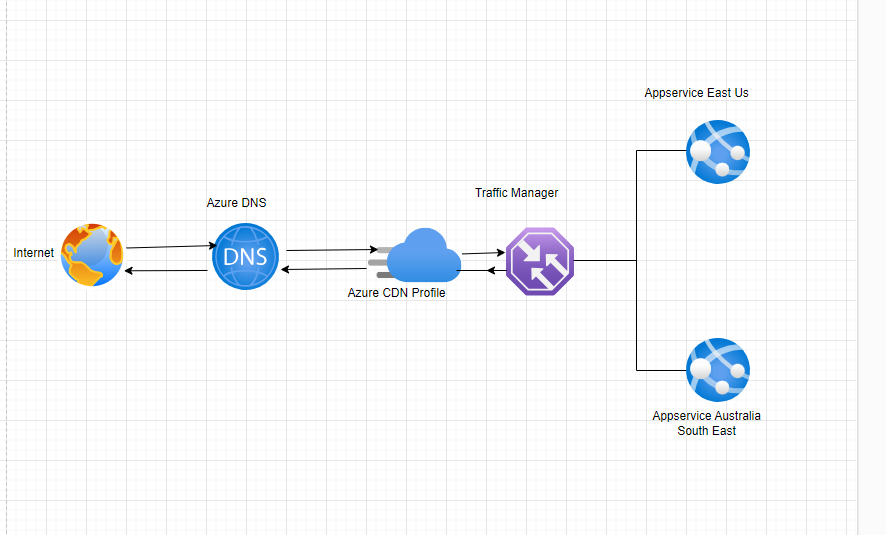 Appservice East Us
Traffic Manager
Azure DNS
Internet
DNS
Azure CDN Profile
Appservice Australia
South East